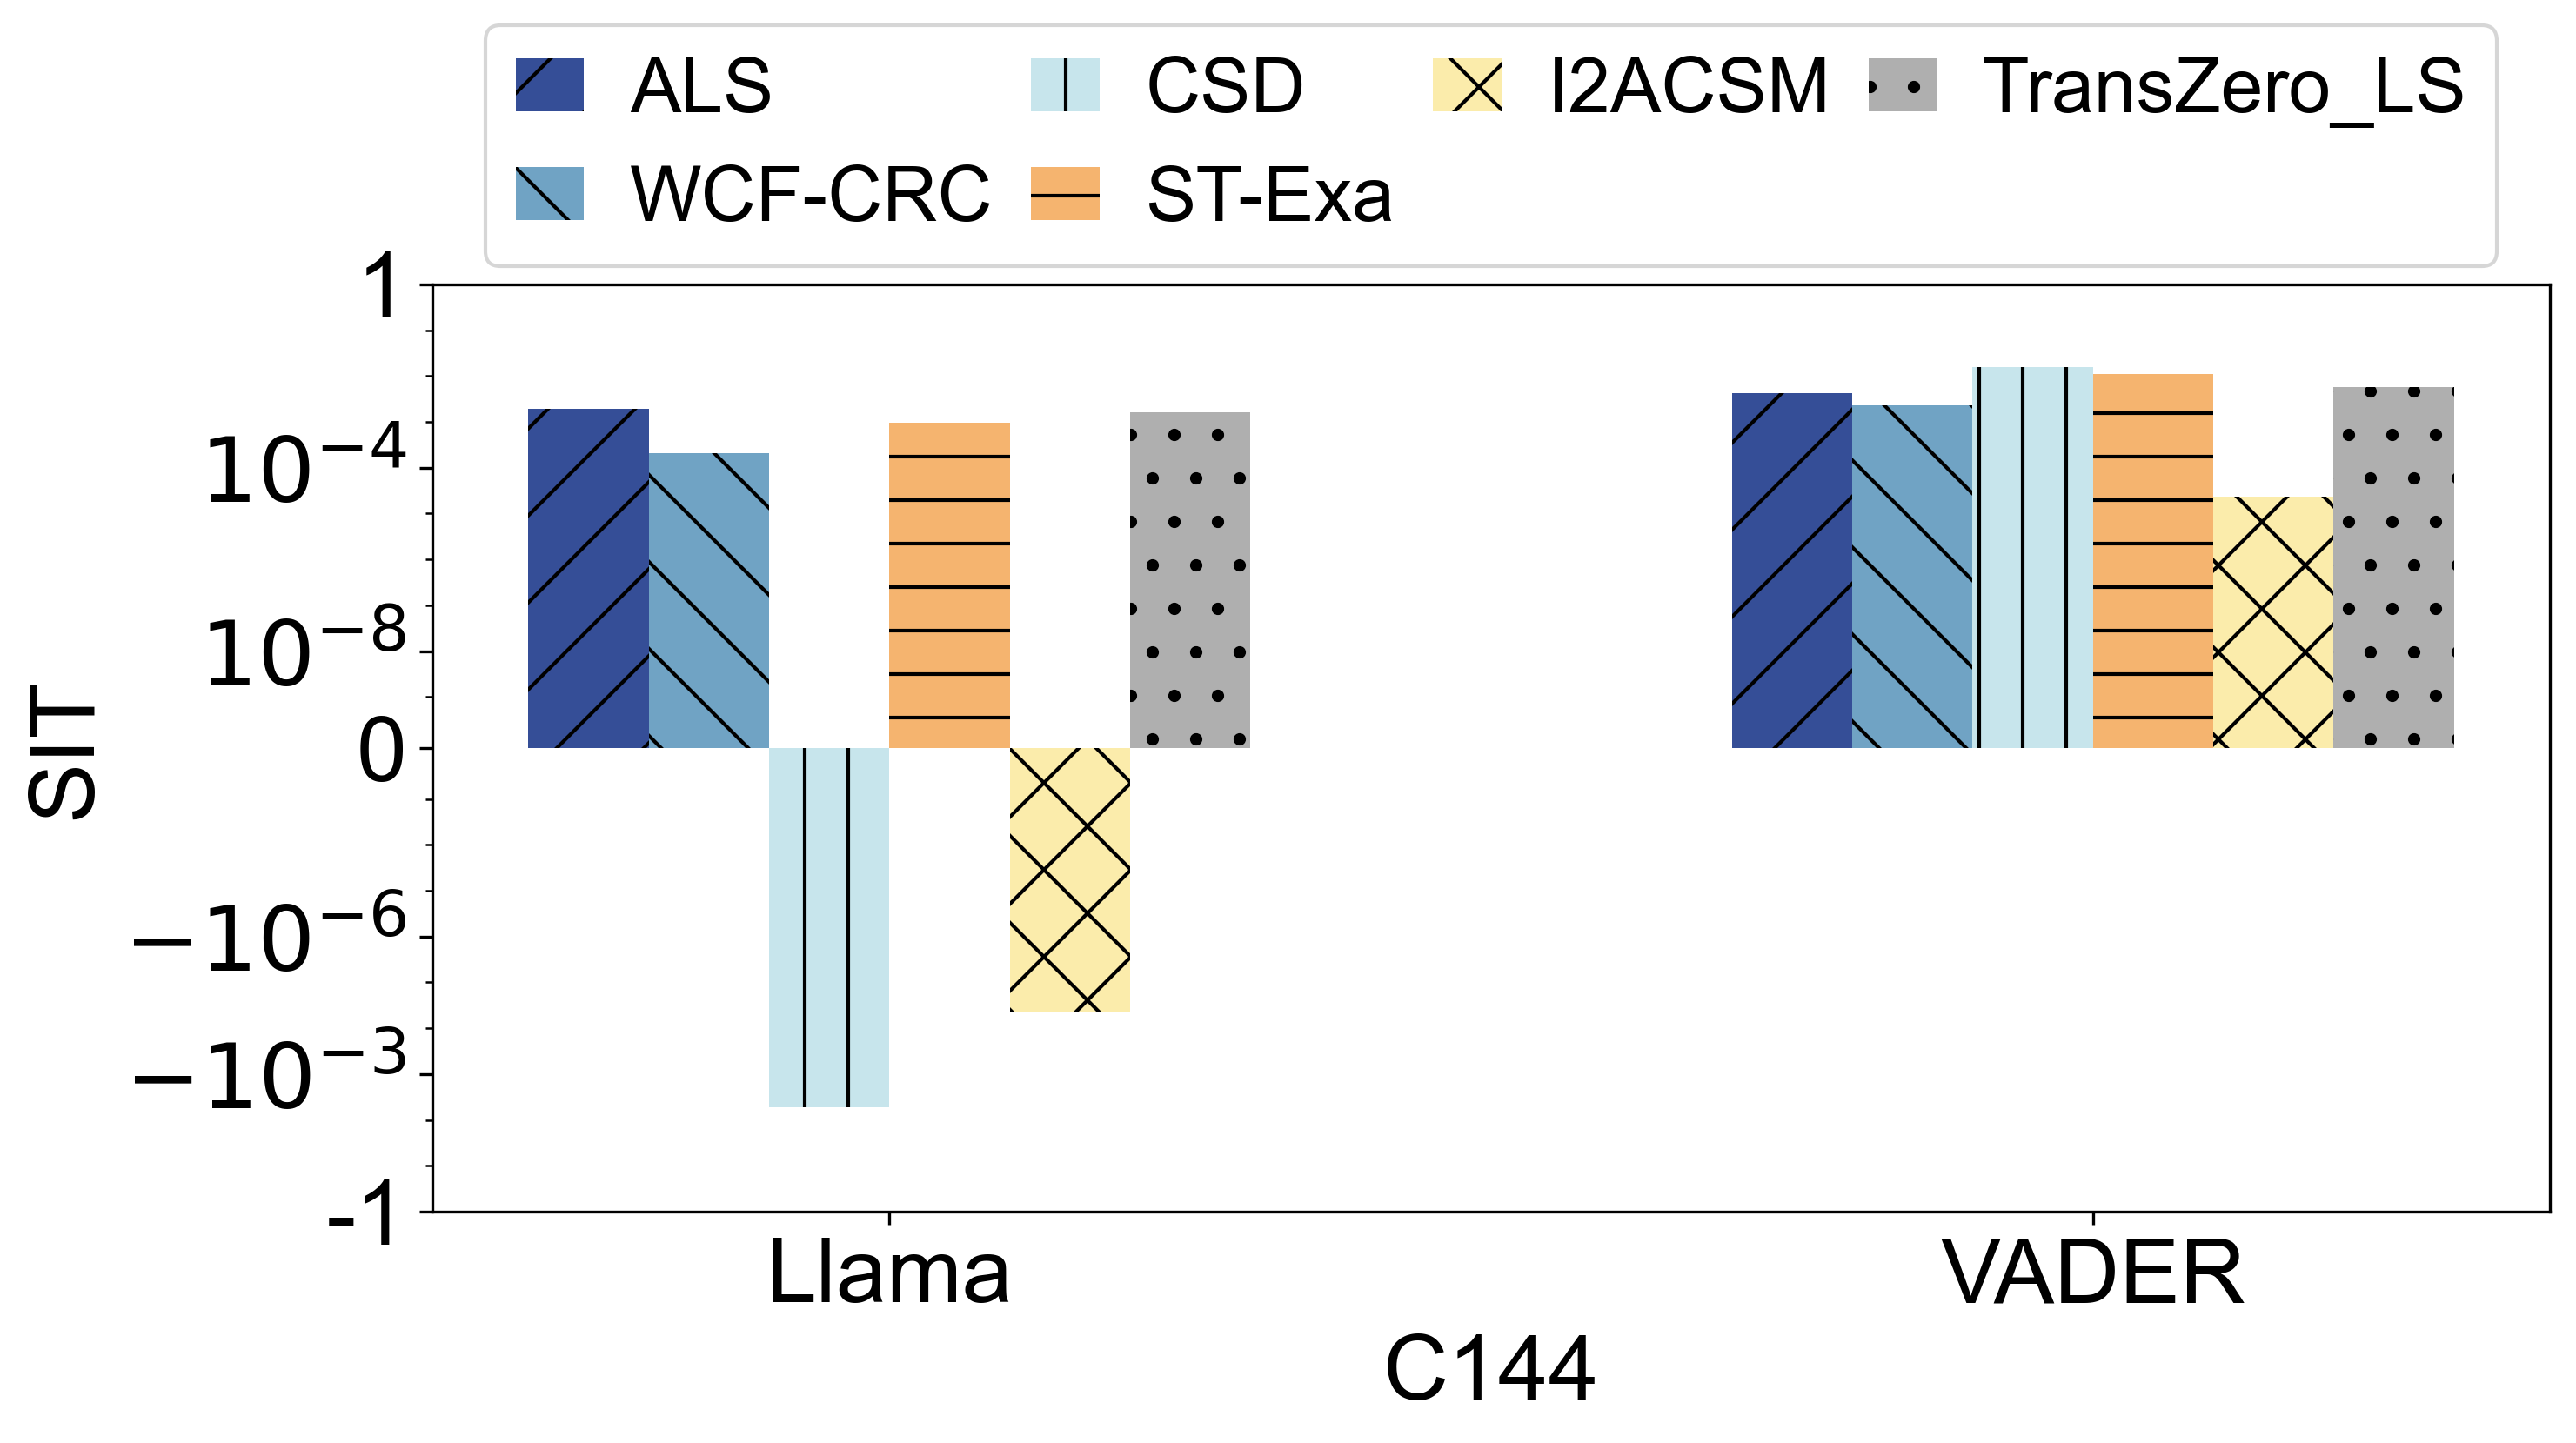 ALS CSD I2ACSM TransZero_LS
WCF-CRC ST-Exa
1
10⁻⁴
10⁻⁸
0
−10⁻⁶
−10⁻³
-1
SIT
Llama VADER
C144